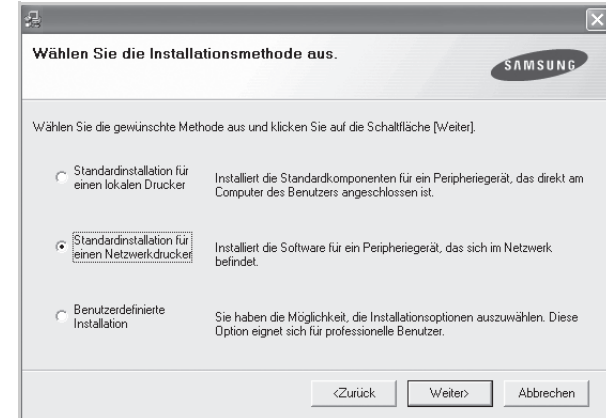 Wählen Sie die Installationsmethode aus.
SAMSUNG
Wählen Sie die gewünschte Methode aus und klicken Sie auf die Schaltfläche [Weiter].
Standardinstallation für
einen lokalen Drucker
Installiert die Standardkomponenten für ein Peripheriegerät, das direkt am
Computer des Benutzers angeschlossen ist.
Standardinstallation für
einen Netzwerkdrucker
Installiert die Software für ein Peripheriegerät, das sich im Netzwerk
befindet.
Benutzerdefinierte
Installation
Sie haben die Möglichkeit, die Installationsoptionen auszuwählen. Diese
Option eignet sich für professionelle Benutzer.
<Zurück
Weiter>
Abbrechen